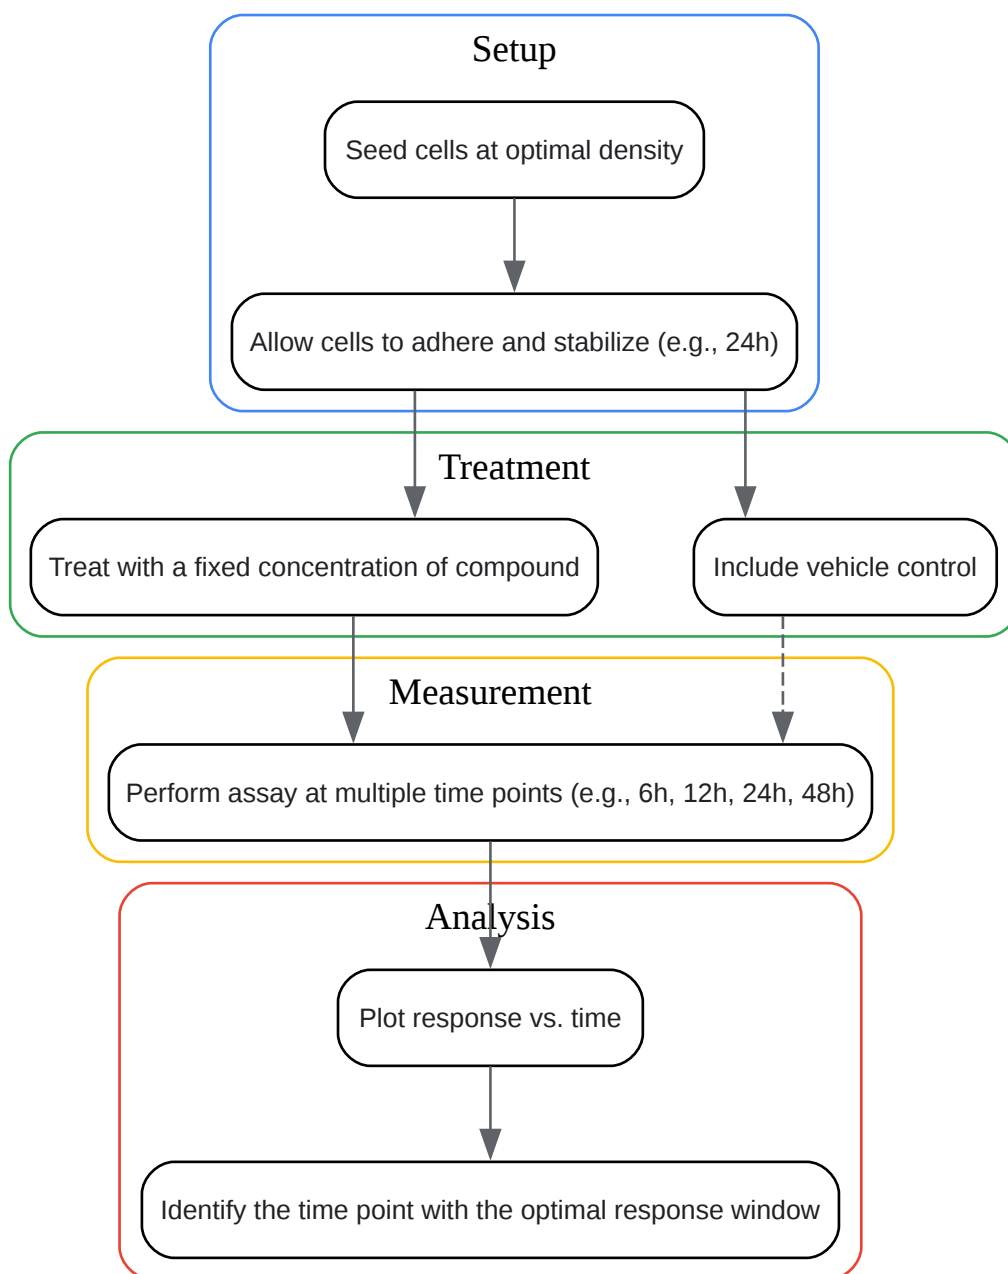 Setup
Seed cells at optimal density
Allow cells to adhere and stabilize (e.g., 24h)
Treatment
Treat with a fixed concentration of compound
Include vehicle control
Measurement
Perform assay at multiple time points (e.g., 6h, 12h, 24h, 48h)
Analysis
Plot response vs. time
Identify the time point with the optimal response window